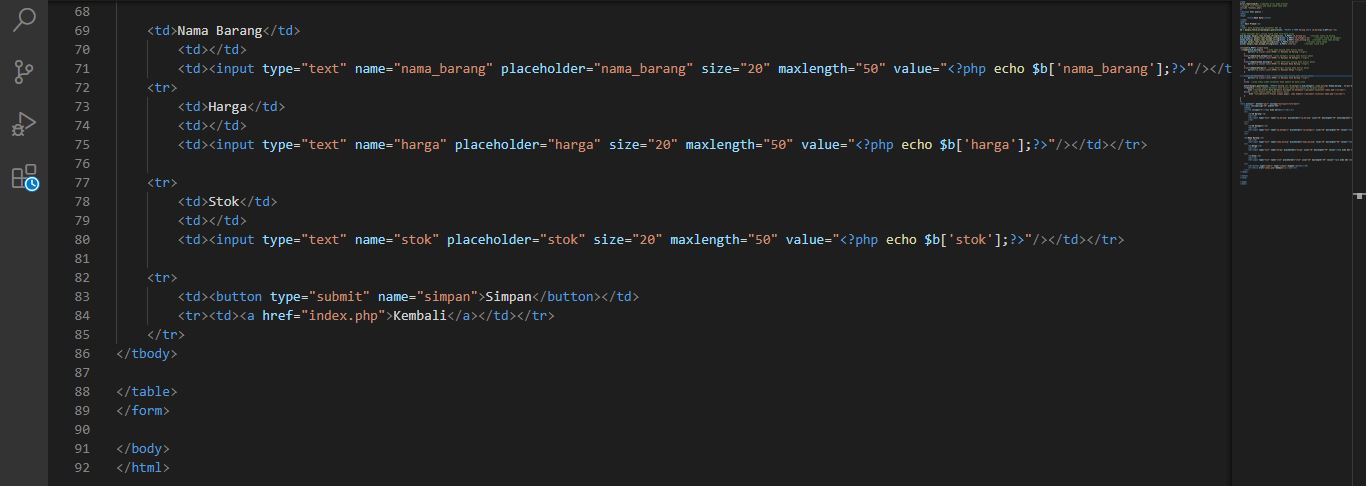 68
69 <td>Nama Barang</td>
70 <td></td>
71 <td><input type="text" name="nama_barang" placeholder="nama_barang" size="20" maxlength="50" value="<?php echo $b['nama_barang'];?>"/></t
72 <tr>
73 <td>Harga</td>
74 <td></td>
75 <td><input type="text" name="harga" placeholder="harga" size="20" maxlength="50" value="<?php echo $b['harga'];?>"/></td></tr>
76
77 <tr>
78 <td>Stok</td>
79 <td></td>
80 <td><input type="text" name="stok" placeholder="stok" size="20" maxlength="50" value="<?php echo $b['stok'];?>"/></td></tr>
81
82 <tr>
83 <td><button type="submit" name="simpan">Simpan</button></td>
84 <tr><td><a href="index.php">Kembali</a></td></tr>
85 </tr>
86 </tbody>
87
88 </table>
89 </form>
90
91 </body>
92 </html>